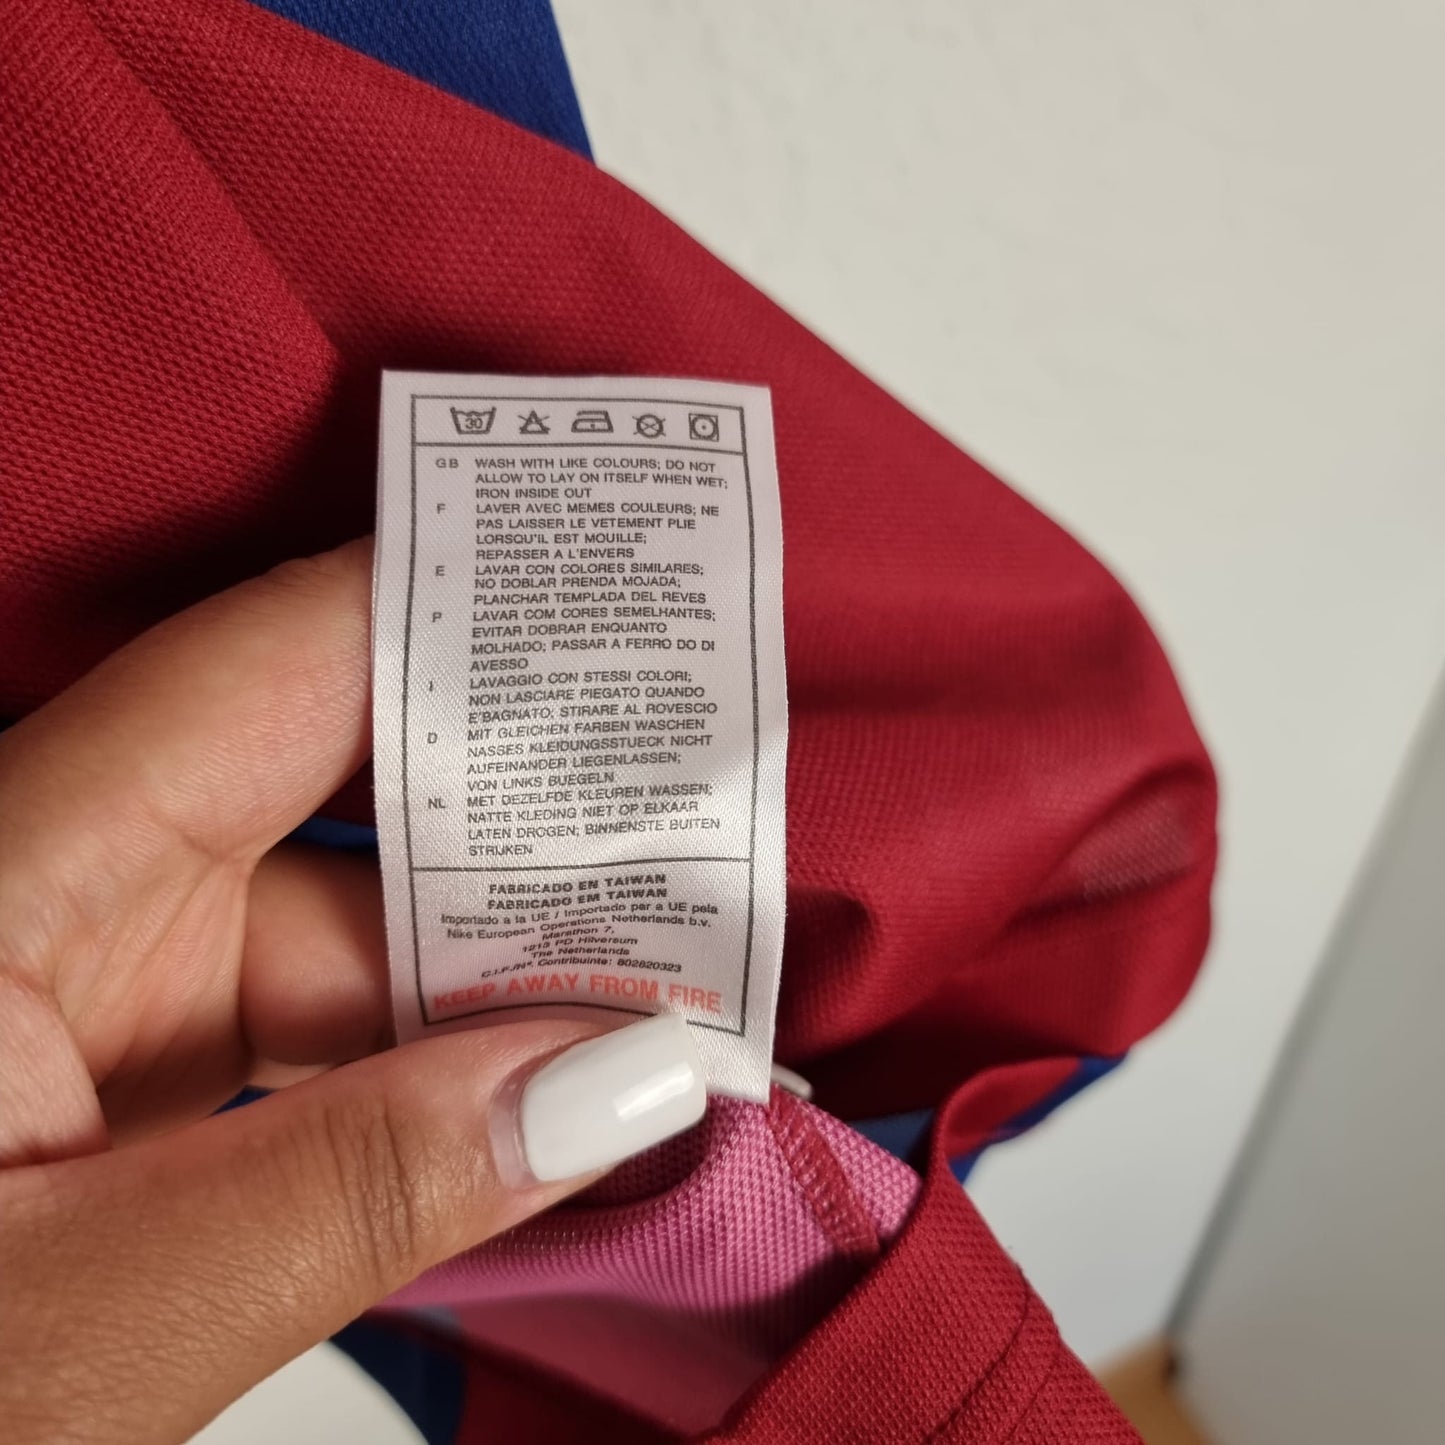 30
GB WASH WITH LIKE COLOURS; DO NOT
ALLOW TO LAY ON ITSELF WHEN WET;
IRON INSIDE OUT
F LAVER AVEC MEMES COULEURS; NE
PAS LAISSER LE VETEMENT PLIE
LORSQU'IL EST MOUILLE;
REPASSER A L'ENVERS
E LAVAR CON COLORES SIMILARES;
NO DOBLAR PRENDA MOJADA;
PLANCHAR TEMPLADA DEL REVES
P LAVAR COM CORES SEMELHANTES;
EVITAR DOBRAR ENQUANTO
MOLHADO; PASSAR A FERRO DO DI
AVESSO
I LAVAGGIO CON STESSI COLORI;
NON LASCIARE PIEGATO QUANDO
E'BAGNATO; STIRARE AL ROVESCIO
D MIT GLEICHEN FARBEN WASCHEN
NASSES KLEIDUNGSSTUECK NICHT
AUFEINANDER LIEGENLASSEN;
VON LINKS BUEGELN
NL MET DEZELFDE KLEUREN WASSEN;
NATTE KLEDING NIET OP ELKAAR
LATEN DROGEN; BINNENSTE BUITEN
STRIJKEN
FABRICADO EN TAIWAN
FABRICADO EM TAIWAN
Importado a la UE / Importado par a UE pela
Nike European Operations Netherlands b.v.
Marathon 7,
1213 PD Hilversum
The Netherlands
C.I.F./Nº. Contribuinte: 802820323
KEEP AWAY FROM FIRE